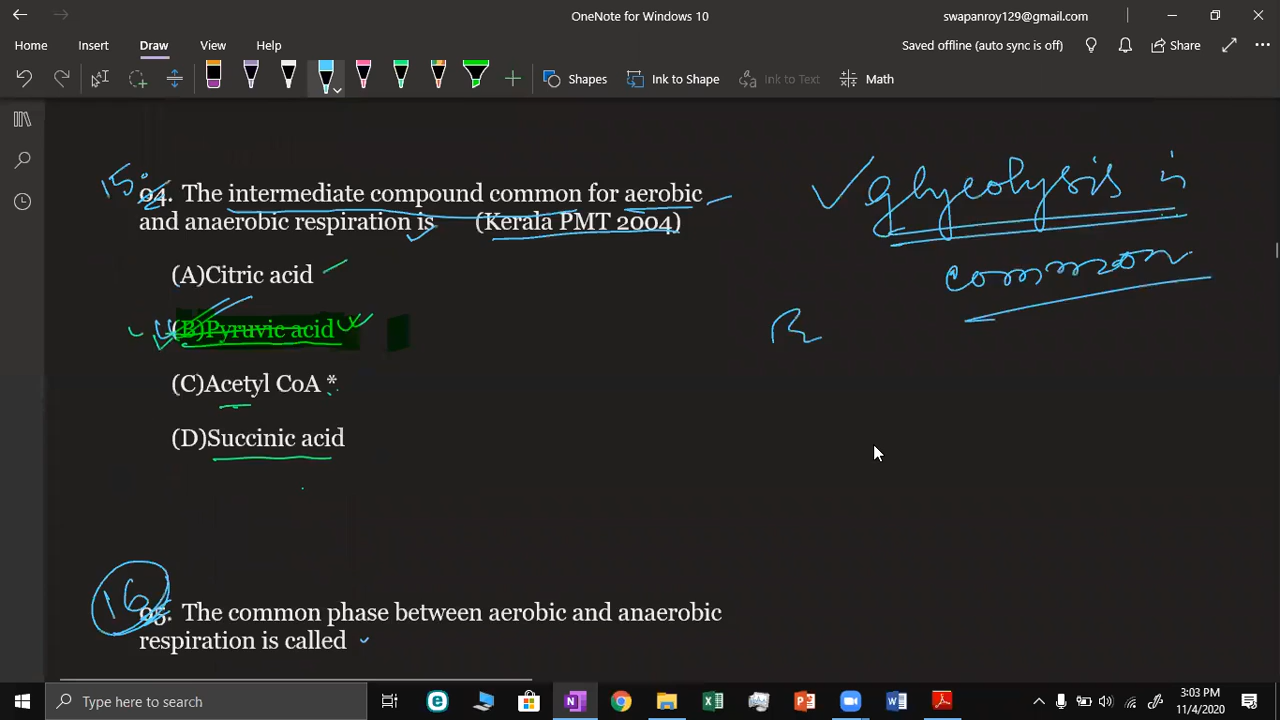 OneNote for Windows 10
swapanroy129@gmail.com
Home Insert Draw View Help
Saved offline (auto sync is off)
Share
Shapes
Ink to Shape
Ink to Text
Math
15.
04. The intermediate compound common for aerobic
and anaerobic respiration is (Kerala PMT 2004)
(A)Citric acid
(B)Pyruvic acid
(C)Acetyl CoA *
(D)Succinic acid
glycolysis is
common
16
05. The common phase between aerobic and anaerobic
respiration is called
Type here to search
3:03 PM
11/4/2020